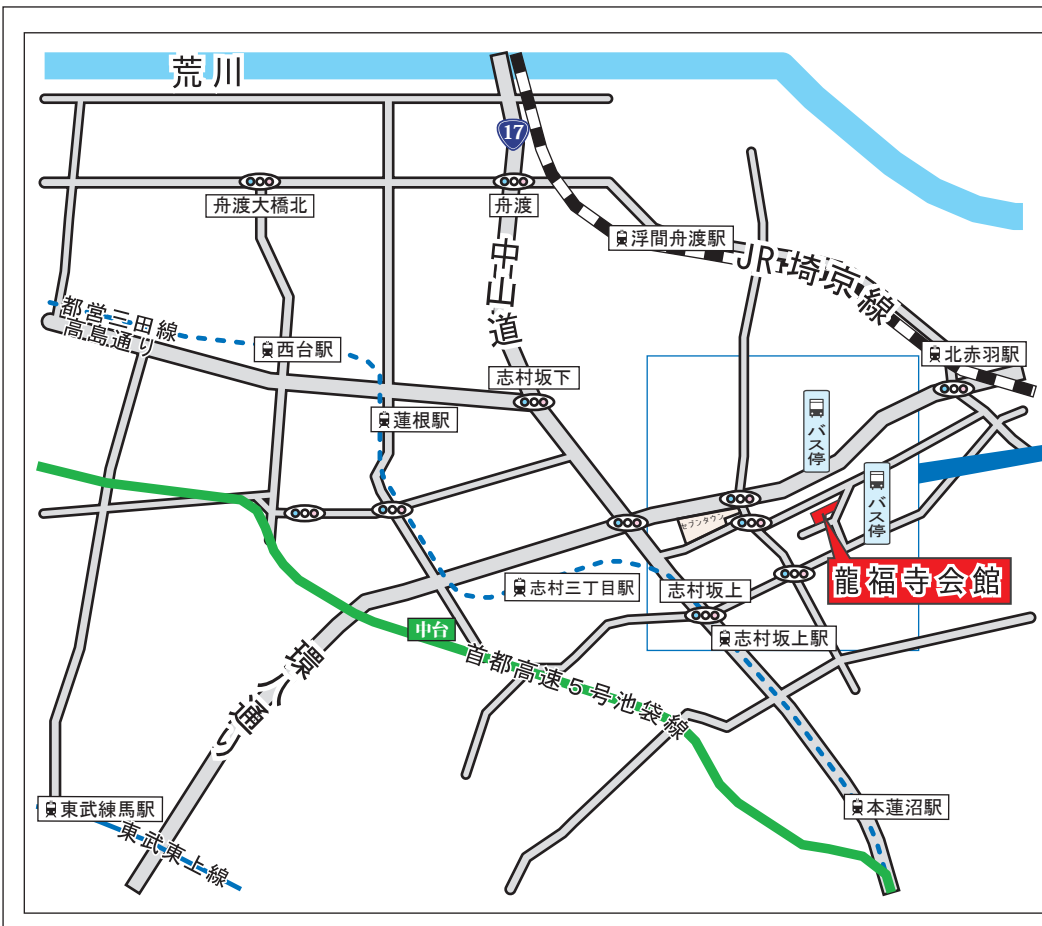 荒川
17
舟渡大橋北
舟渡
浮間舟渡駅
中山道
JR埼京線
都営三田線
高島通り
西台駅
志村坂下
北赤羽駅
蓮根駅
バス停
バス停
セブンタウン
龍福寺会館
志村三丁目駅
志村坂上
中台
志村坂上駅
首都高速5号池袋線
環八通り
東武練馬駅
本蓮沼駅
東武東上線